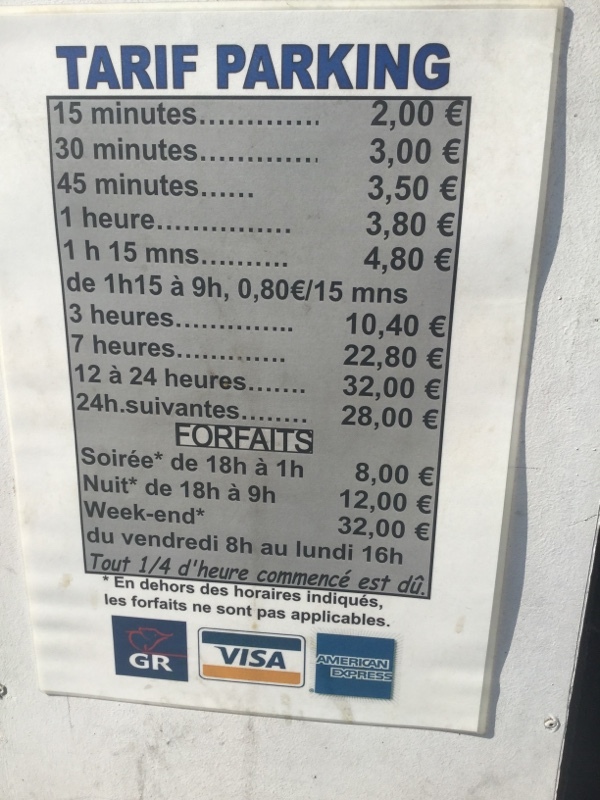 TARIF PARKING
15 minutes............. 2,00 €
30 minutes............. 3,00 €
45 minutes...... 3,50 €
1 heure............... 3,80 €
1 h 15 mns.......... 4,80 €
de 1h15 à 9h, 0,80€/15 mns
3 heures.............. 10,40 €
7 heures............. 22,80 €
12 à 24 heures....... 32,00 €
24h.suivantes........ 28,00 €
FORFAITS
Soirée* de 18h à 1h 8,00 €
Nuit* de 18h à 9h 12,00 €
Week-end* 32,00 €
du vendredi 8h au lundi 16h
Tout 1/4 d'heure commencé est dû.
* En dehors des horaires indiqués,
les forfaits ne sont pas applicables.
GR VISA AMERICAN EXPRESS